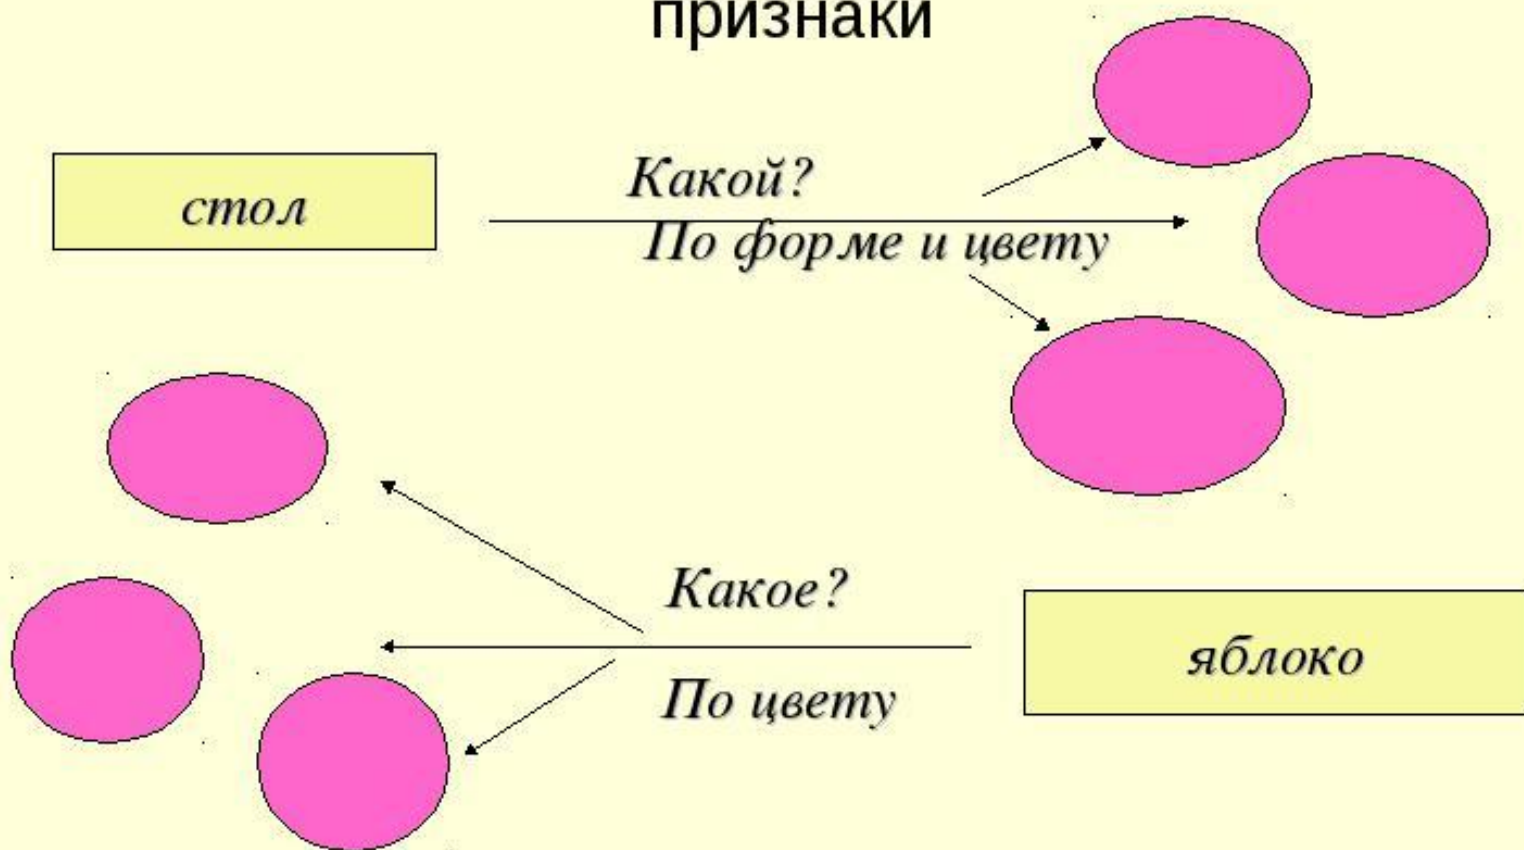 признаки
стол
Какой?
По форме и цвету
Какое?
По цвету
яблоко